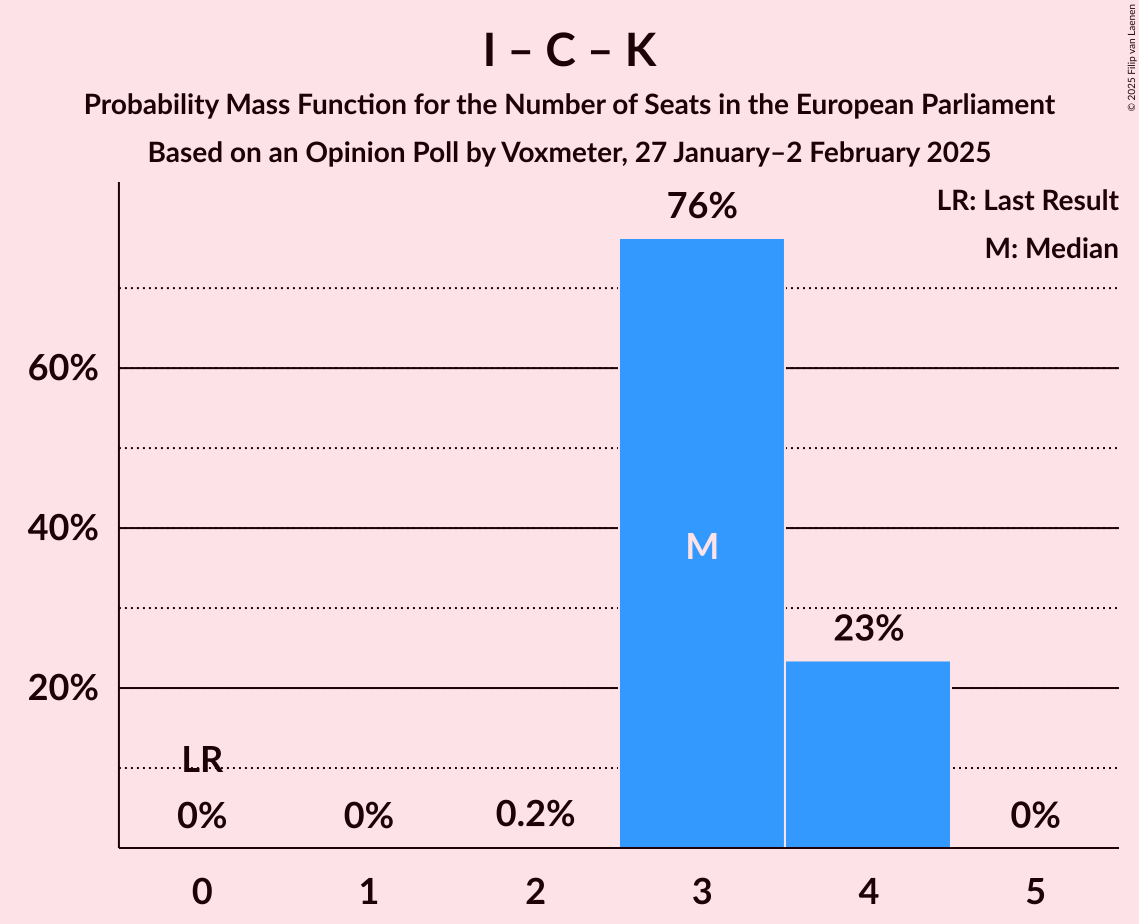 I – C – K
Probability Mass Function for the Number of Seats in the European Parliament
Based on an Opinion Poll by Voxmeter, 27 January–2 February 2025
© 2025 Filip van Laenen
LR: Last Result
M: Median
76%
60%
40%
20%
M
23%
LR
0%
0%
0.2%
0%
0
1
2
3
4
5